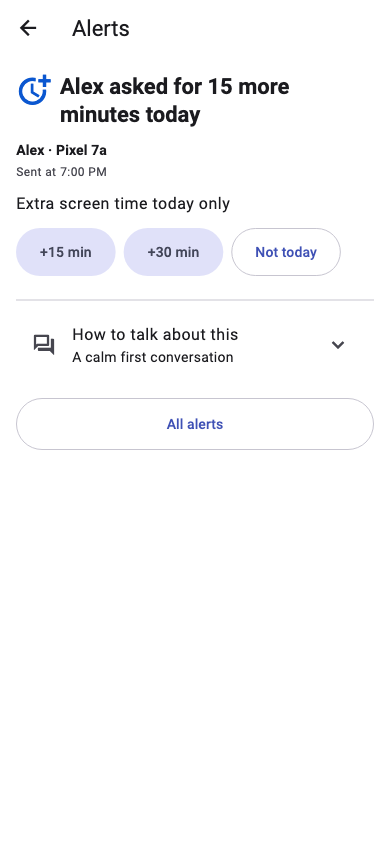 Alerts
Alex asked for 15 more
minutes today
Alex · Pixel 7a
Sent at 7:00 PM
Extra screen time today only
+15 min
+30 min
Not today
How to talk about this
A calm first conversation
All alerts